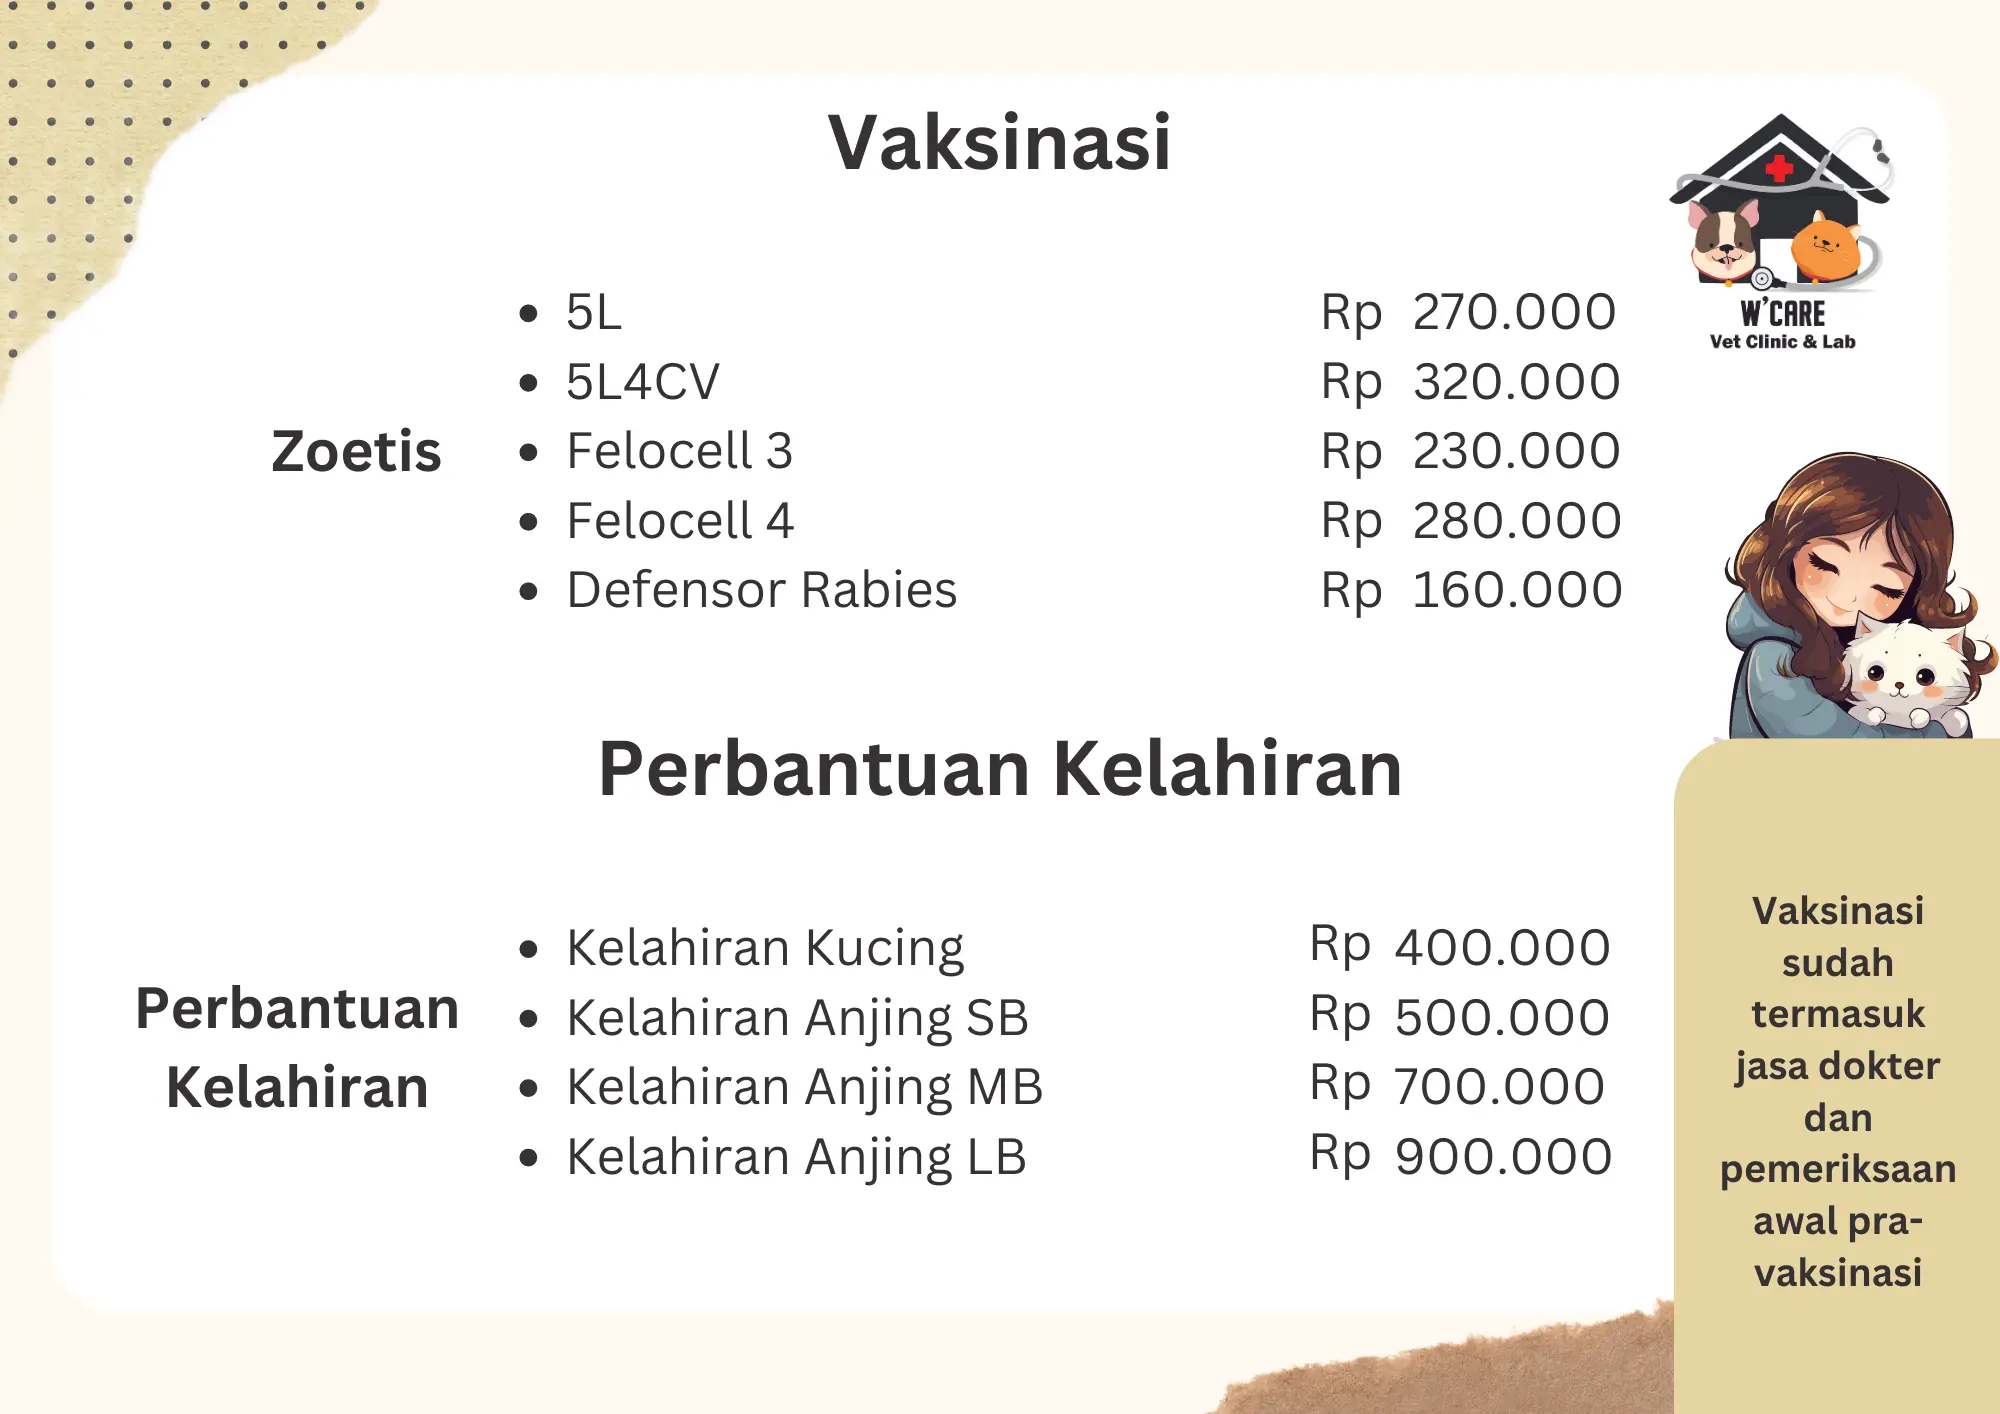 Vaksinasi
W'CARE
Vet Clinic & Lab
Zoetis
• 5L Rp 270.000
• 5L4CV Rp 320.000
• Felocell 3 Rp 230.000
• Felocell 4 Rp 280.000
• Defensor Rabies Rp 160.000
Perbantuan Kelahiran
Perbantuan
Kelahiran
• Kelahiran Kucing Rp 400.000
• Kelahiran Anjing SB Rp 500.000
• Kelahiran Anjing MB Rp 700.000
• Kelahiran Anjing LB Rp 900.000
Vaksinasi
sudah
termasuk
jasa dokter
dan
pemeriksaan
awal pra-
vaksinasi